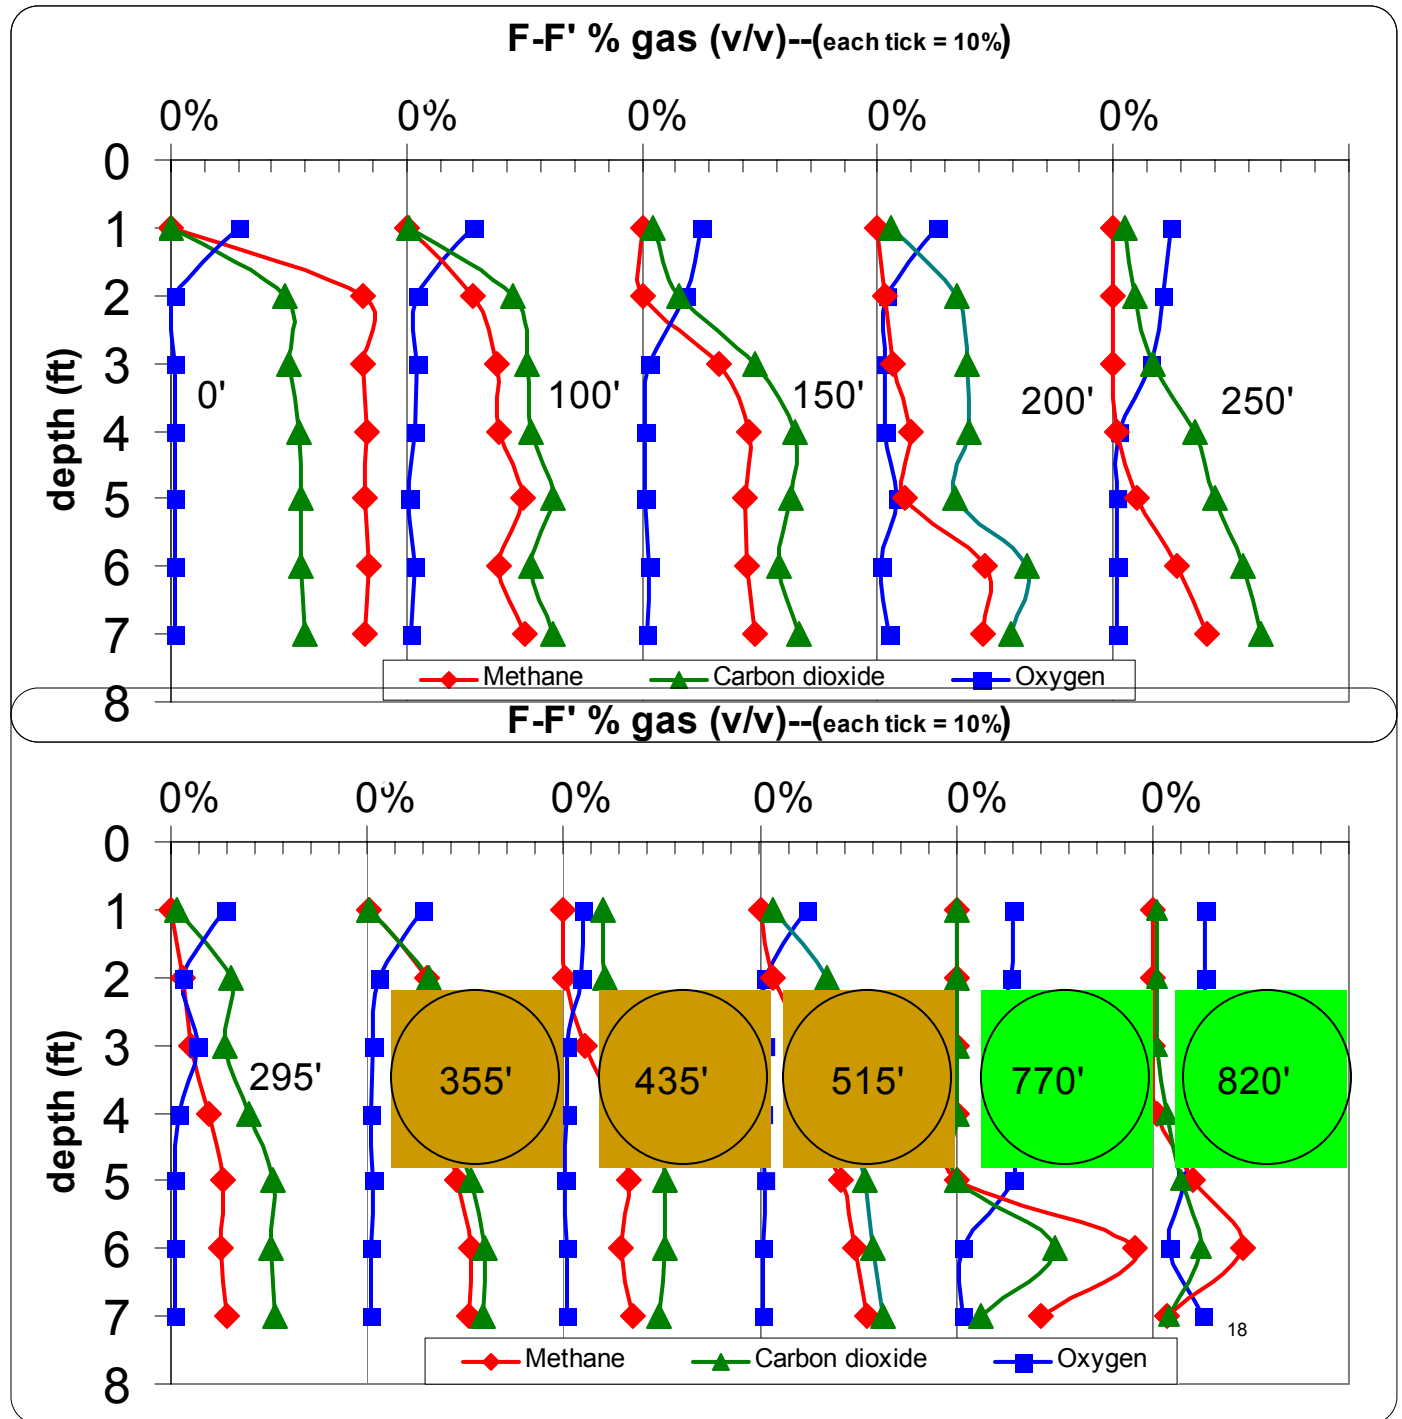 F-F' % gas (v/v)--(each tick = 10%)
0% 0% 0% 0% 0%
0
1
2
3
0' 100' 150' 200' 250'
4
5
6
7
8
depth (ft)
Methane Carbon dioxide Oxygen
F-F' % gas (v/v)--(each tick = 10%)
0% 0% 0% 0% 0% 0%
0
1
2
3
295' 355' 435' 515' 770' 820'
4
5
6
7
8
depth (ft)
18
Methane Carbon dioxide Oxygen